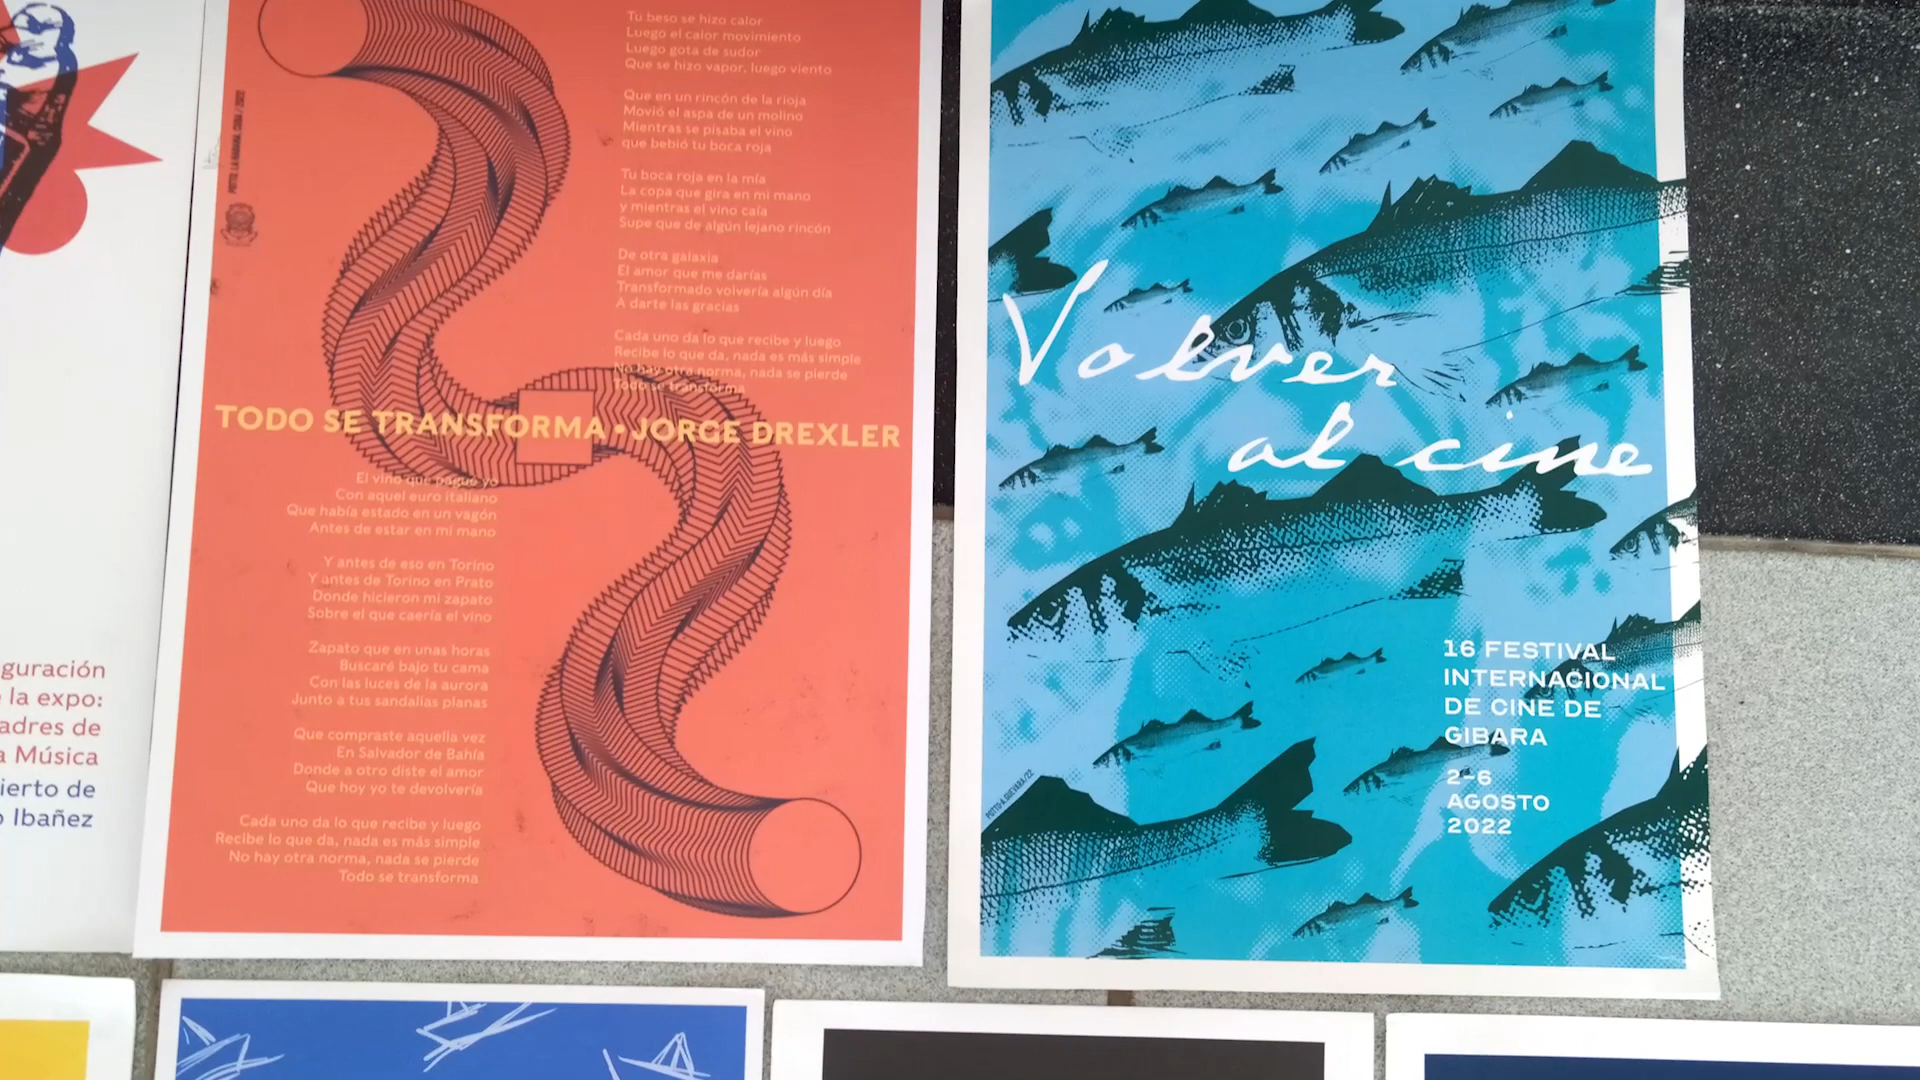 guración
la expo:
adres de
a Música
ierto de
Ibañez
POTTO. LA HABANA, CUBA / 2022
Tu beso se hizo calor
Luego el calor movimiento
Luego gota de sudor
Que se hizo vapor, luego viento
Que en un rincón de la rioja
Movió el aspa de un molino
Mientras se pisaba el vino
que bebió tu boca roja
Tu boca roja en la mía
La copa que gira en mi mano
y mientras el vino caía
Supe que de algún lejano rincón
De otra galaxia
El amor que me darías
Transformado volvería algún día
A darte las gracias
Cada uno da lo que recibe y luego
Recibe lo que da, nada es más simple
No hay otra norma, nada se pierde
Todo se transforma
TODO SE TRANSFORMA • JORGE DREXLER
El vino que pagué yo
Con aquel euro italiano
Que había estado en un vagón
Antes de estar en mi mano
Y antes de eso en Torino
Y antes de Torino en Prato
Donde hicieron mi zapato
Sobre el que caería el vino
Zapato que en unas horas
Buscaré bajo tu cama
Con las luces de la aurora
Junto a tus sandalias planas
Que compraste aquella vez
En Salvador de Bahía
Donde a otro diste el amor
Que hoy yo te devolvería
Cada uno da lo que recibe y luego
Recibe lo que da, nada es más simple
No hay otra norma, nada se pierde
Todo se transforma
Volver
al cine
16 FESTIVAL
INTERNACIONAL
DE CINE DE
GIBARA
2-6
AGOSTO
2022
POTTO+A.GUEVARA/22